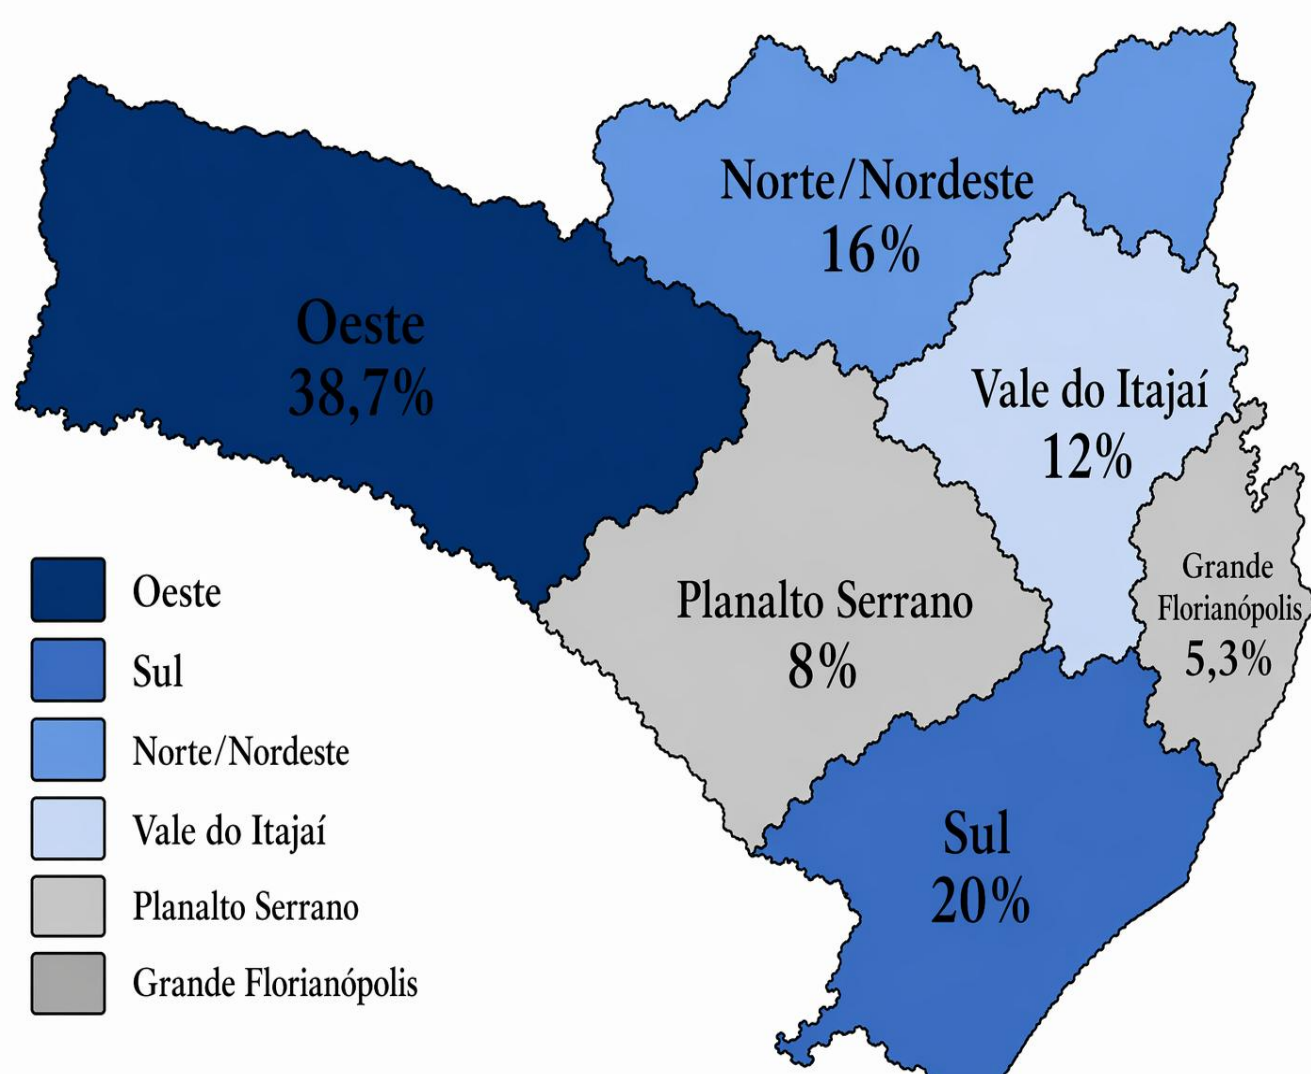 Norte/Nordeste
16%
Oeste
38,7%
Vale do Itajaí
12%
Grande
Florianópolis
5,3%
Planalto Serrano
8%
Sul
20%
Oeste
Sul
Norte/Nordeste
Vale do Itajaí
Planalto Serrano
Grande Florianópolis